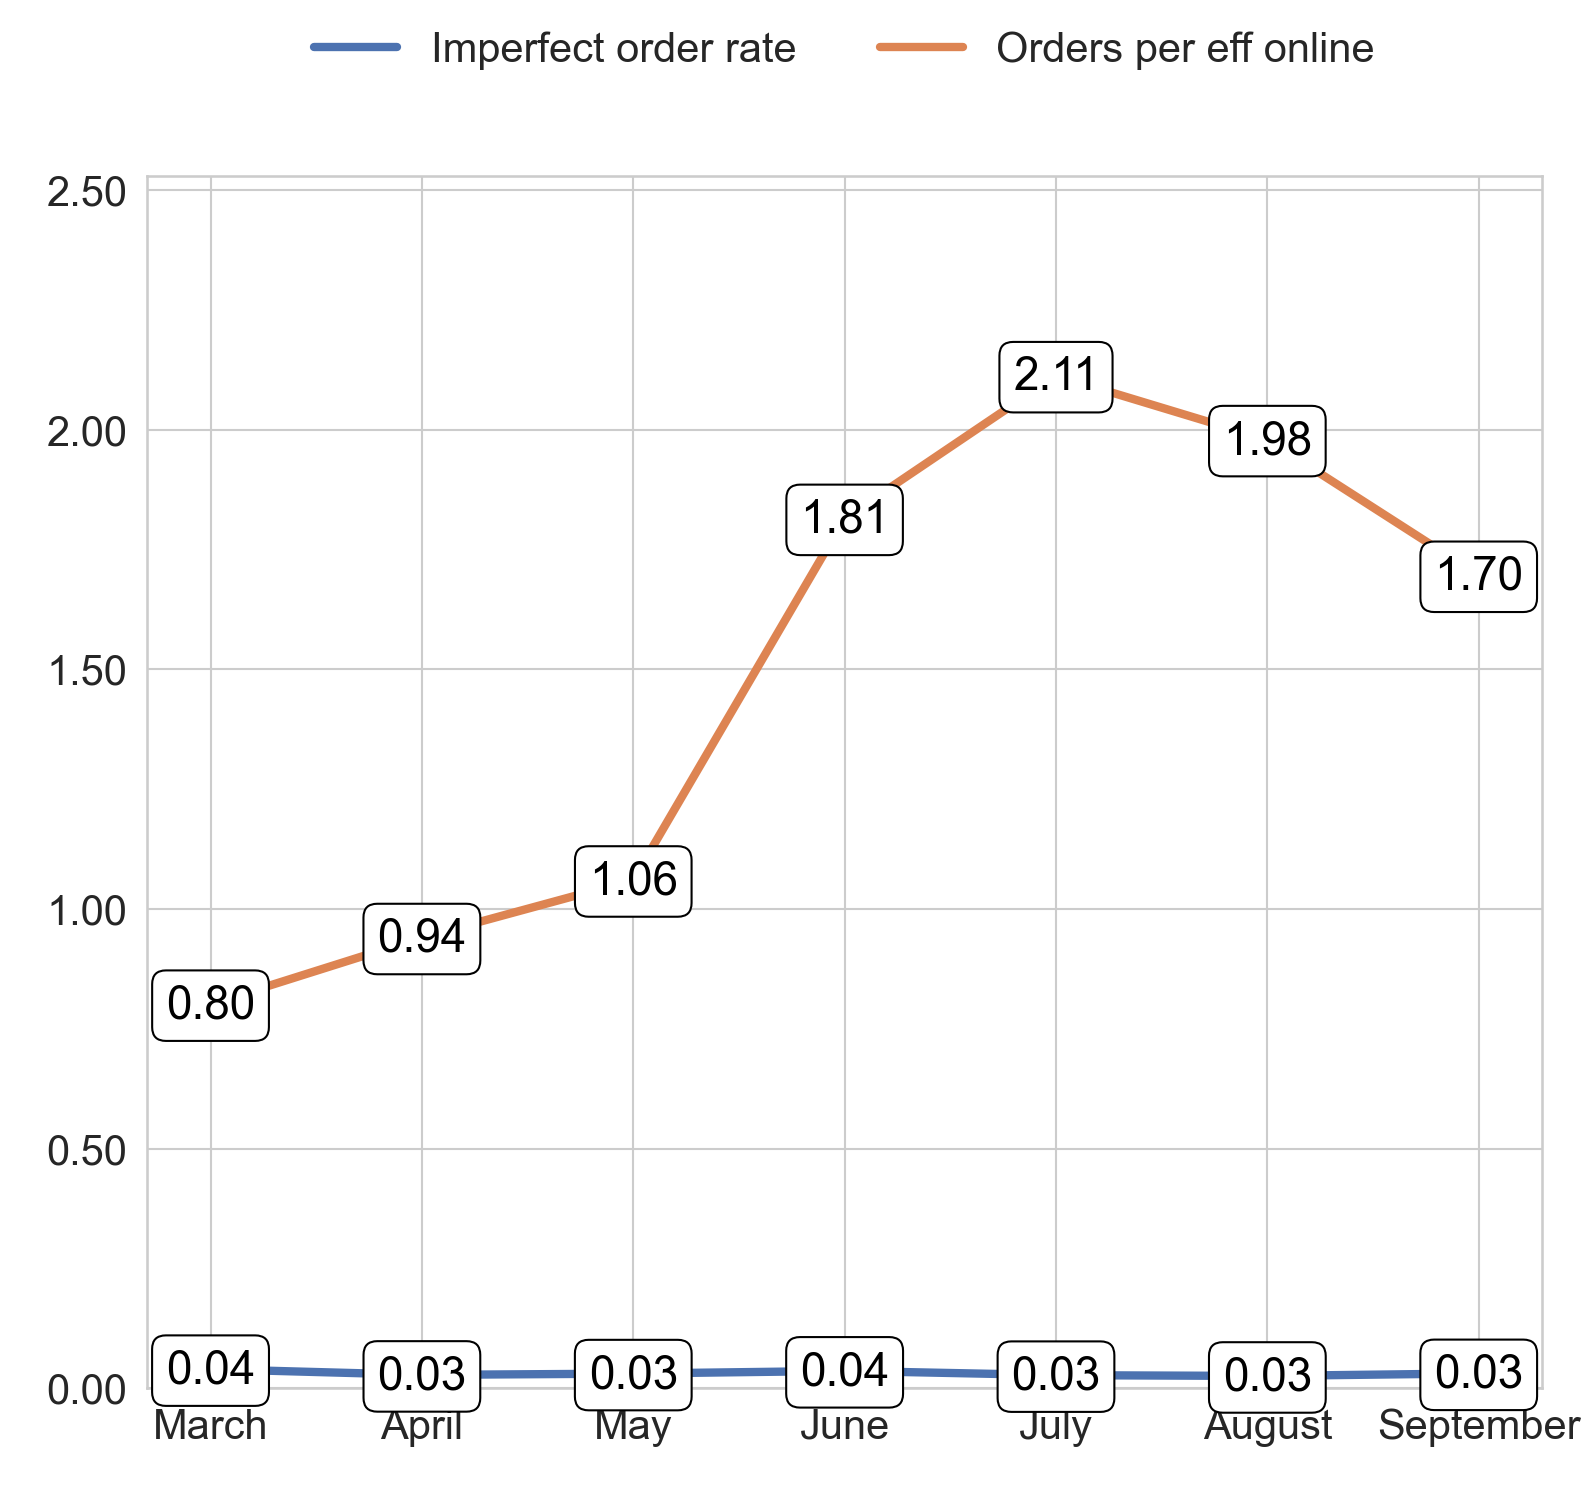 Imperfect order rate
Orders per eff online
2.50
2.00
1.50
1.00
0.50
0.00
0.80
0.94
1.06
1.81
2.11
1.98
1.70
0.04
0.03
0.03
0.04
0.03
0.03
0.03
March
April
May
June
July
August
September